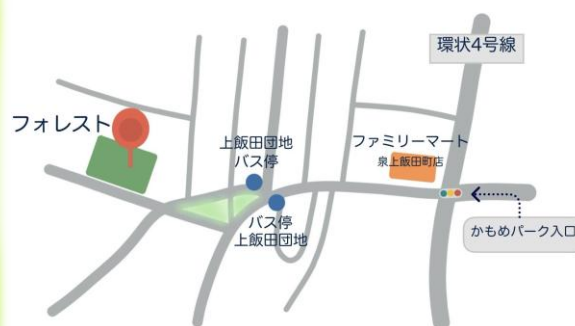 環状4号線
フォレスト
上飯田団地
バス停
ファミリーマート
泉上飯田町店
バス停
上飯田団地
かもめパーク入口